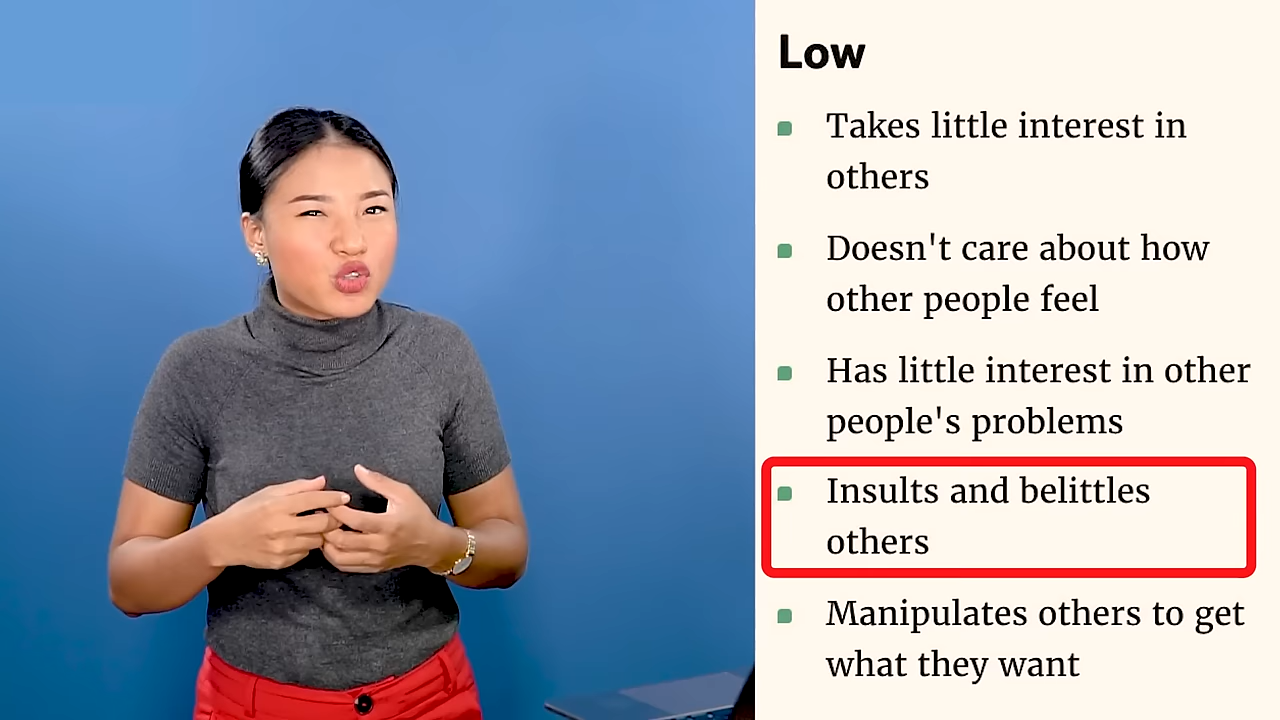 Low
Takes little interest in
others
Doesn't care about how
other people feel
Has little interest in other
people's problems
Insults and belittles
others
Manipulates others to get
what they want